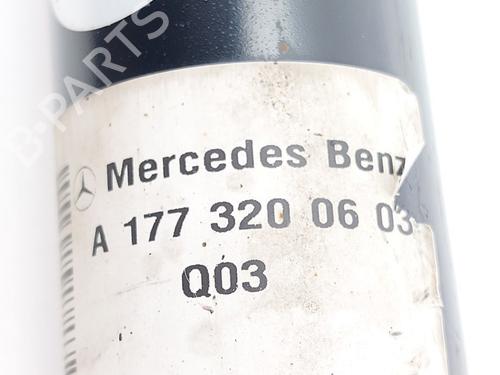 B-PARTS
Mercedes Benz
A 177 320 06 03
Q03